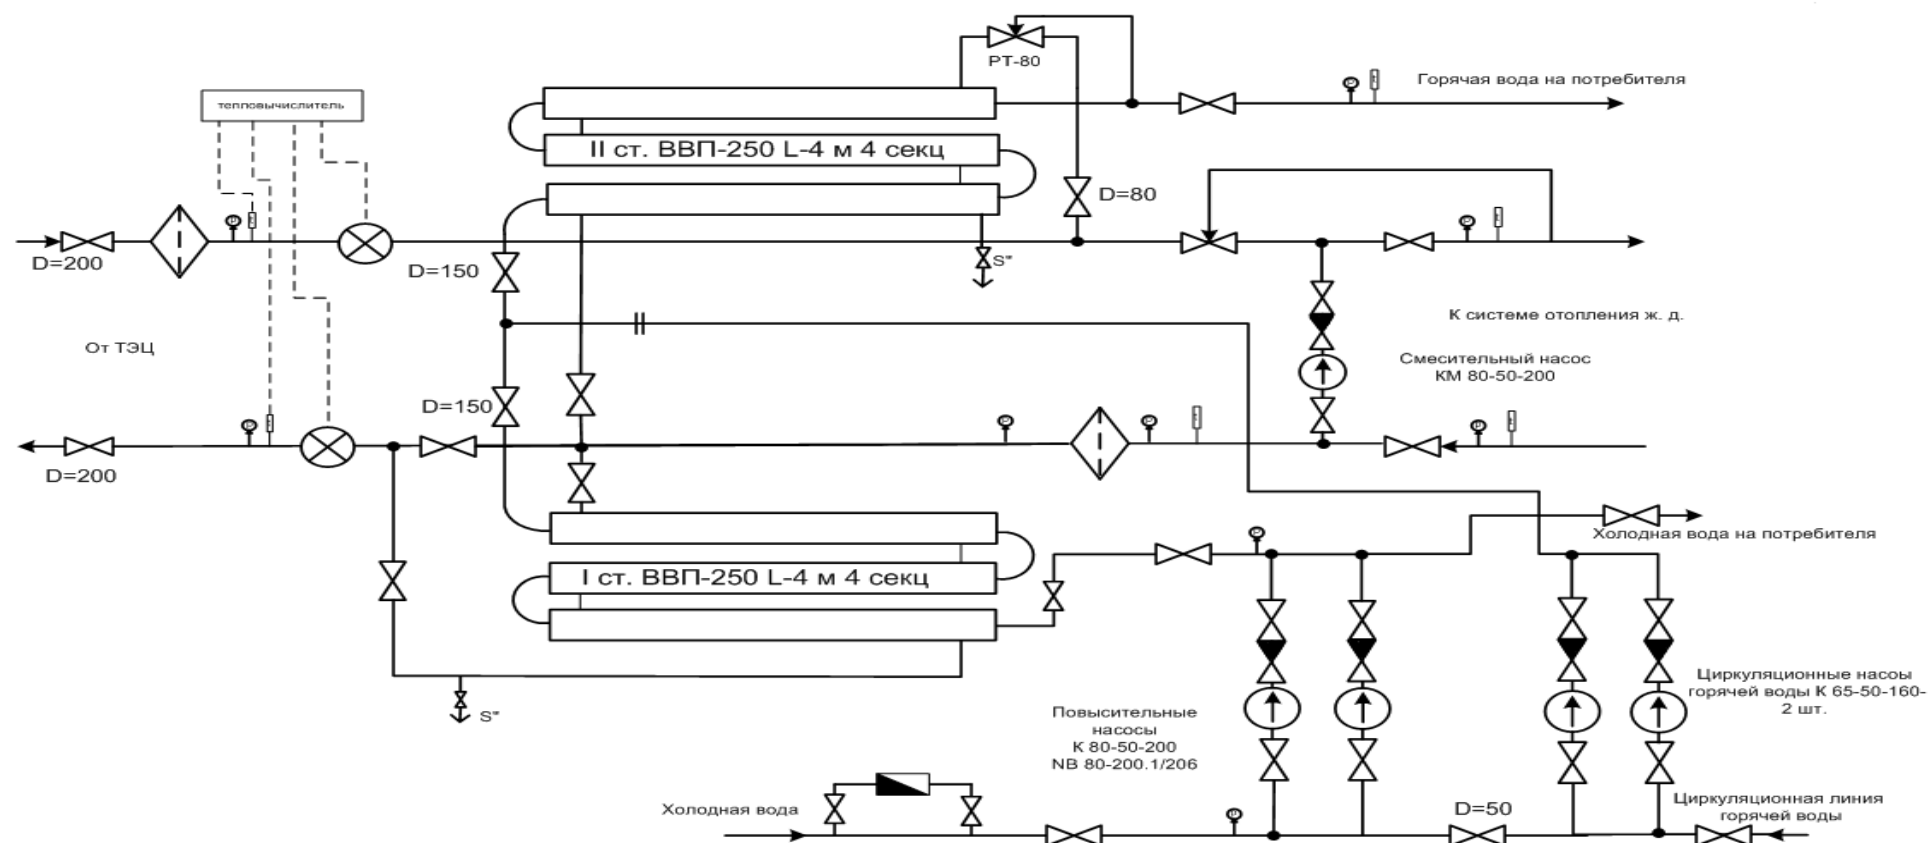 РТ-80
Горячая вода на потребителя
тепловычислитель
II ст. ВВП-250 L-4 м 4 секц
D=80
D=200
D=150
S"
К системе отопления ж. д.
От ТЭЦ
Смесительный насос
КМ 80-50-200
D=150
D=200
Холодная вода на потребителя
I ст. ВВП-250 L-4 м 4 секц
Циркуляционные насоы
горячей воды К 65-50-160-
2 шт.
S"
Повысительные
насосы
К 80-50-200
NB 80-200.1/206
Холодная вода
D=50
Циркуляционная линия
горячей воды